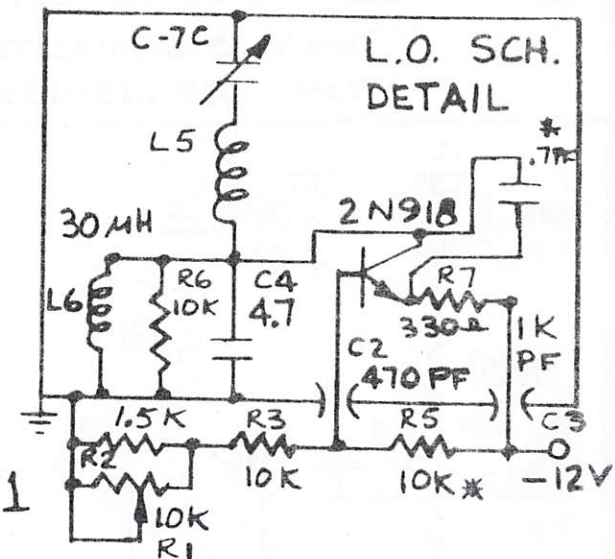 C-7C
L.O. SCH.
DETAIL
L5
*
.7PF
2N918
30 µH
L6
R6
10K
C4
4.7
R7
330Ω
1K
PF
C2
470 PF
C3
1.5K
R2
R3
10K
R5
10K*
-12V
1
10K
R1